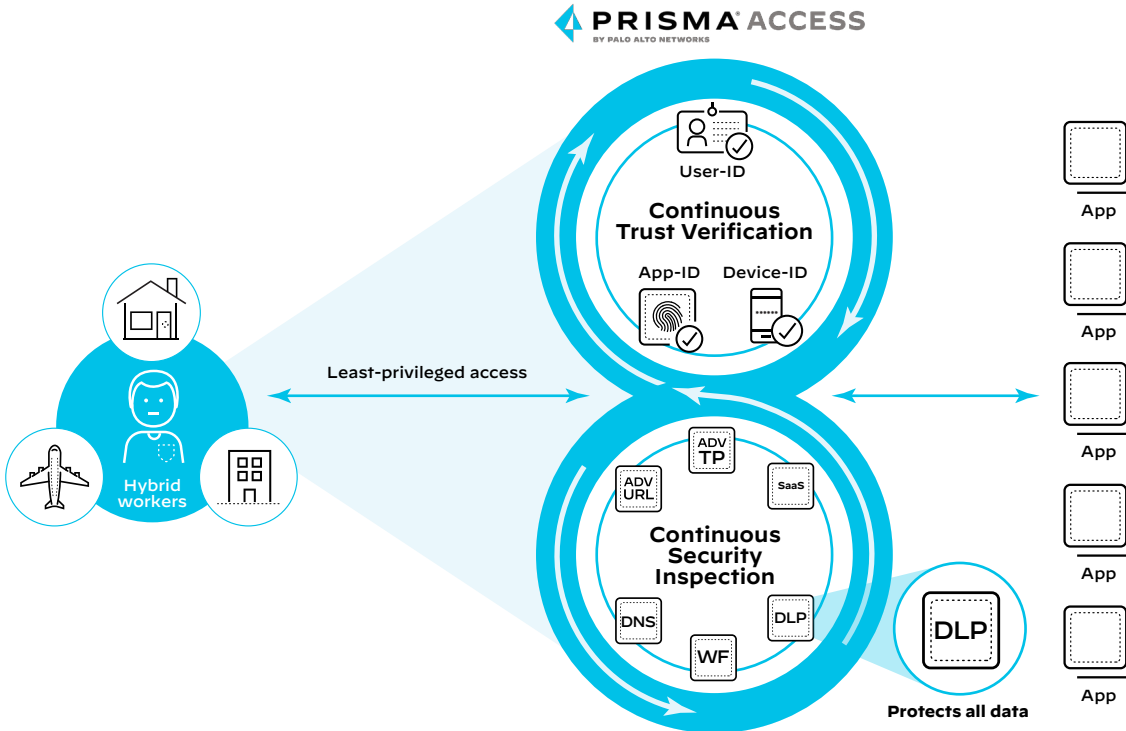 PRISMA® ACCESS
BY PALO ALTO NETWORKS
User-ID
Continuous
Trust Verification
App-ID
Device-ID
Least-privileged access
Hybrid
workers
ADV
TP
ADV
URL
SaaS
Continuous
Security
Inspection
DNS
DLP
WF
DLP
Protects all data
App
App
App
App
App